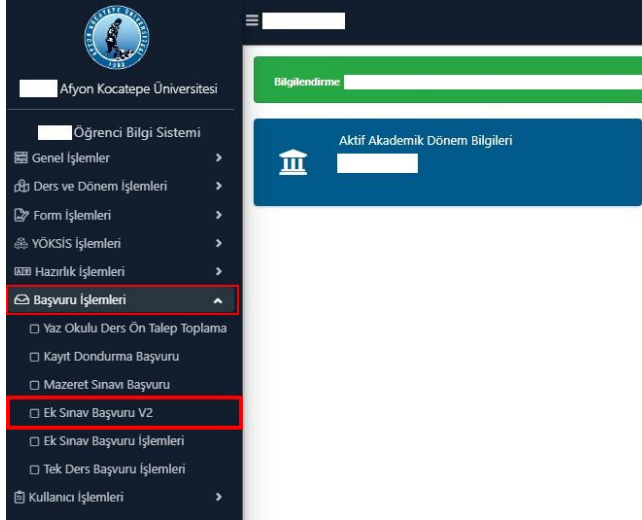 Afyon Kocatepe Üniversitesi
Öğrenci Bilgi Sistemi
Genel İşlemler
Ders ve Dönem İşlemleri
Form İşlemleri
YÖKSİS İşlemleri
Hazırlık İşlemleri
Başvuru İşlemleri
Yaz Okulu Ders Ön Talep Toplama
Kayıt Dondurma Başvuru
Mazeret Sınavı Başvuru
Ek Sınav Başvuru V2
Ek Sınav Başvuru İşlemleri
Tek Ders Başvuru İşlemleri
Kullanıcı İşlemleri
Bilgilendirme
Aktif Akademik Dönem Bilgileri